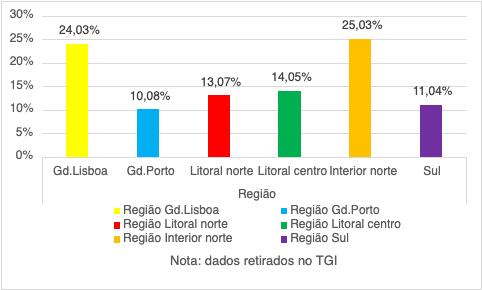 30%
25%
20%
15%
10%
5%
0%
24,03%
10,08%
13,07%
14,05%
25,03%
11,04%
Gd.Lisboa Gd.Porto Litoral norte Litoral centro Interior norte Sul
Região
Região Gd.Lisboa Região Gd.Porto
Região Litoral norte Região Litoral centro
Região Interior norte Região Sul
Nota: dados retirados no TGI